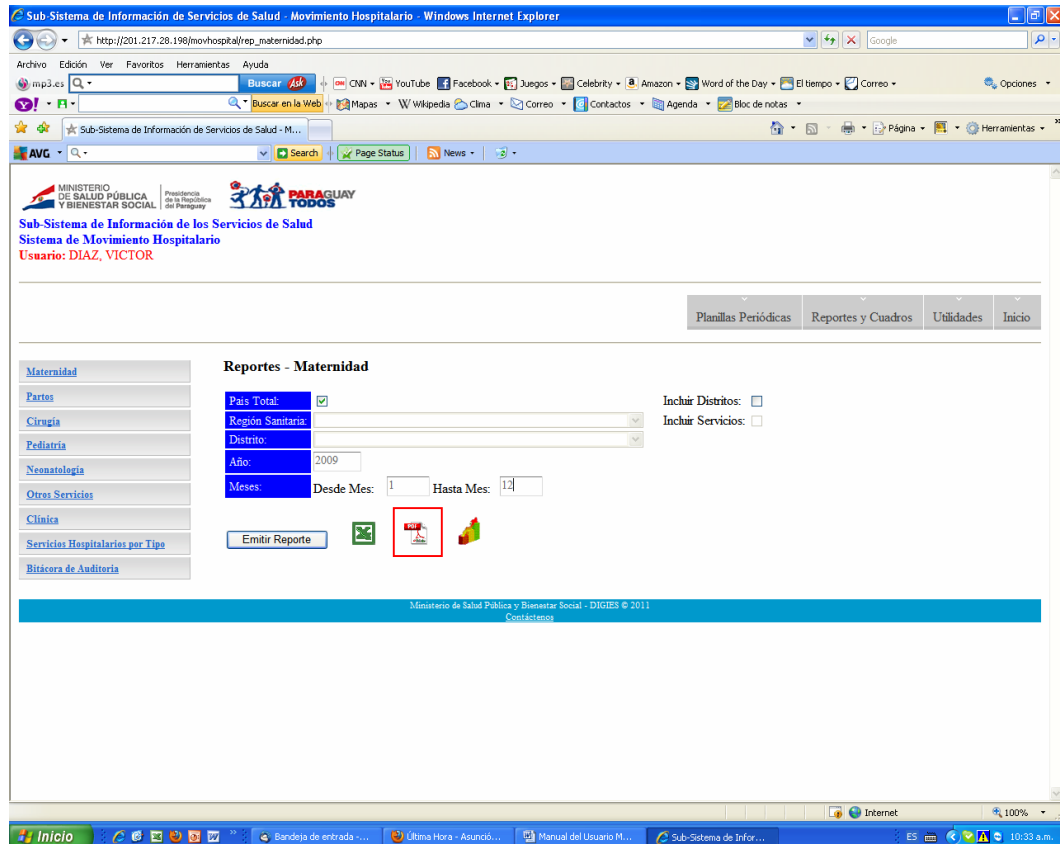 Sub-Sistema de Información de Servicios de Salud - Movimiento Hospitalario - Windows Internet Explorer
http://201.217.28.198/movhospital/rep_maternidad.php
Google
Archivo Edición Ver Favoritos Herramientas Ayuda
mp3.es Buscar Ask CNN YouTube Facebook Juegos Celebrity Amazon Word of the Day El tiempo Correo Opciones
Buscar en la Web Mapas Wikipedia Clima Correo Contactos Agenda Bloc de notas
Sub-Sistema de Información de Servicios de Salud - M... Página Herramientas
AVG Search Page Status News
MINISTERIO
DE SALUD PÚBLICA
Y BIENESTAR SOCIAL
Presidencia
de la República
del Paraguay
PARAGUAY
TODOS
Sub-Sistema de Información de los Servicios de Salud
Sistema de Movimiento Hospitalario
Usuario: DIAZ, VICTOR
Planillas Periódicas Reportes y Cuadros Utilidades Inicio
Maternidad
Partos
Cirugía
Pediatría
Neonatología
Otros Servicios
Clínica
Servicios Hospitalarios por Tipo
Bitácora de Auditoria
Reportes - Maternidad
Pais Total: Incluir Distritos:
Región Sanitaria: Incluir Servicios:
Distrito:
Año: 2009
Meses: Desde Mes: 1 Hasta Mes: 12
Emitir Reporte PDF
Ministerio de Salud Pública y Bienestar Social - DIGIES © 2011
Contáctenos
Internet 100%
Inicio Bandeja de entrada -... Última Hora - Asunció... Manual del Usuario M... Sub-Sistema de Infor... ES 10:33 a.m.